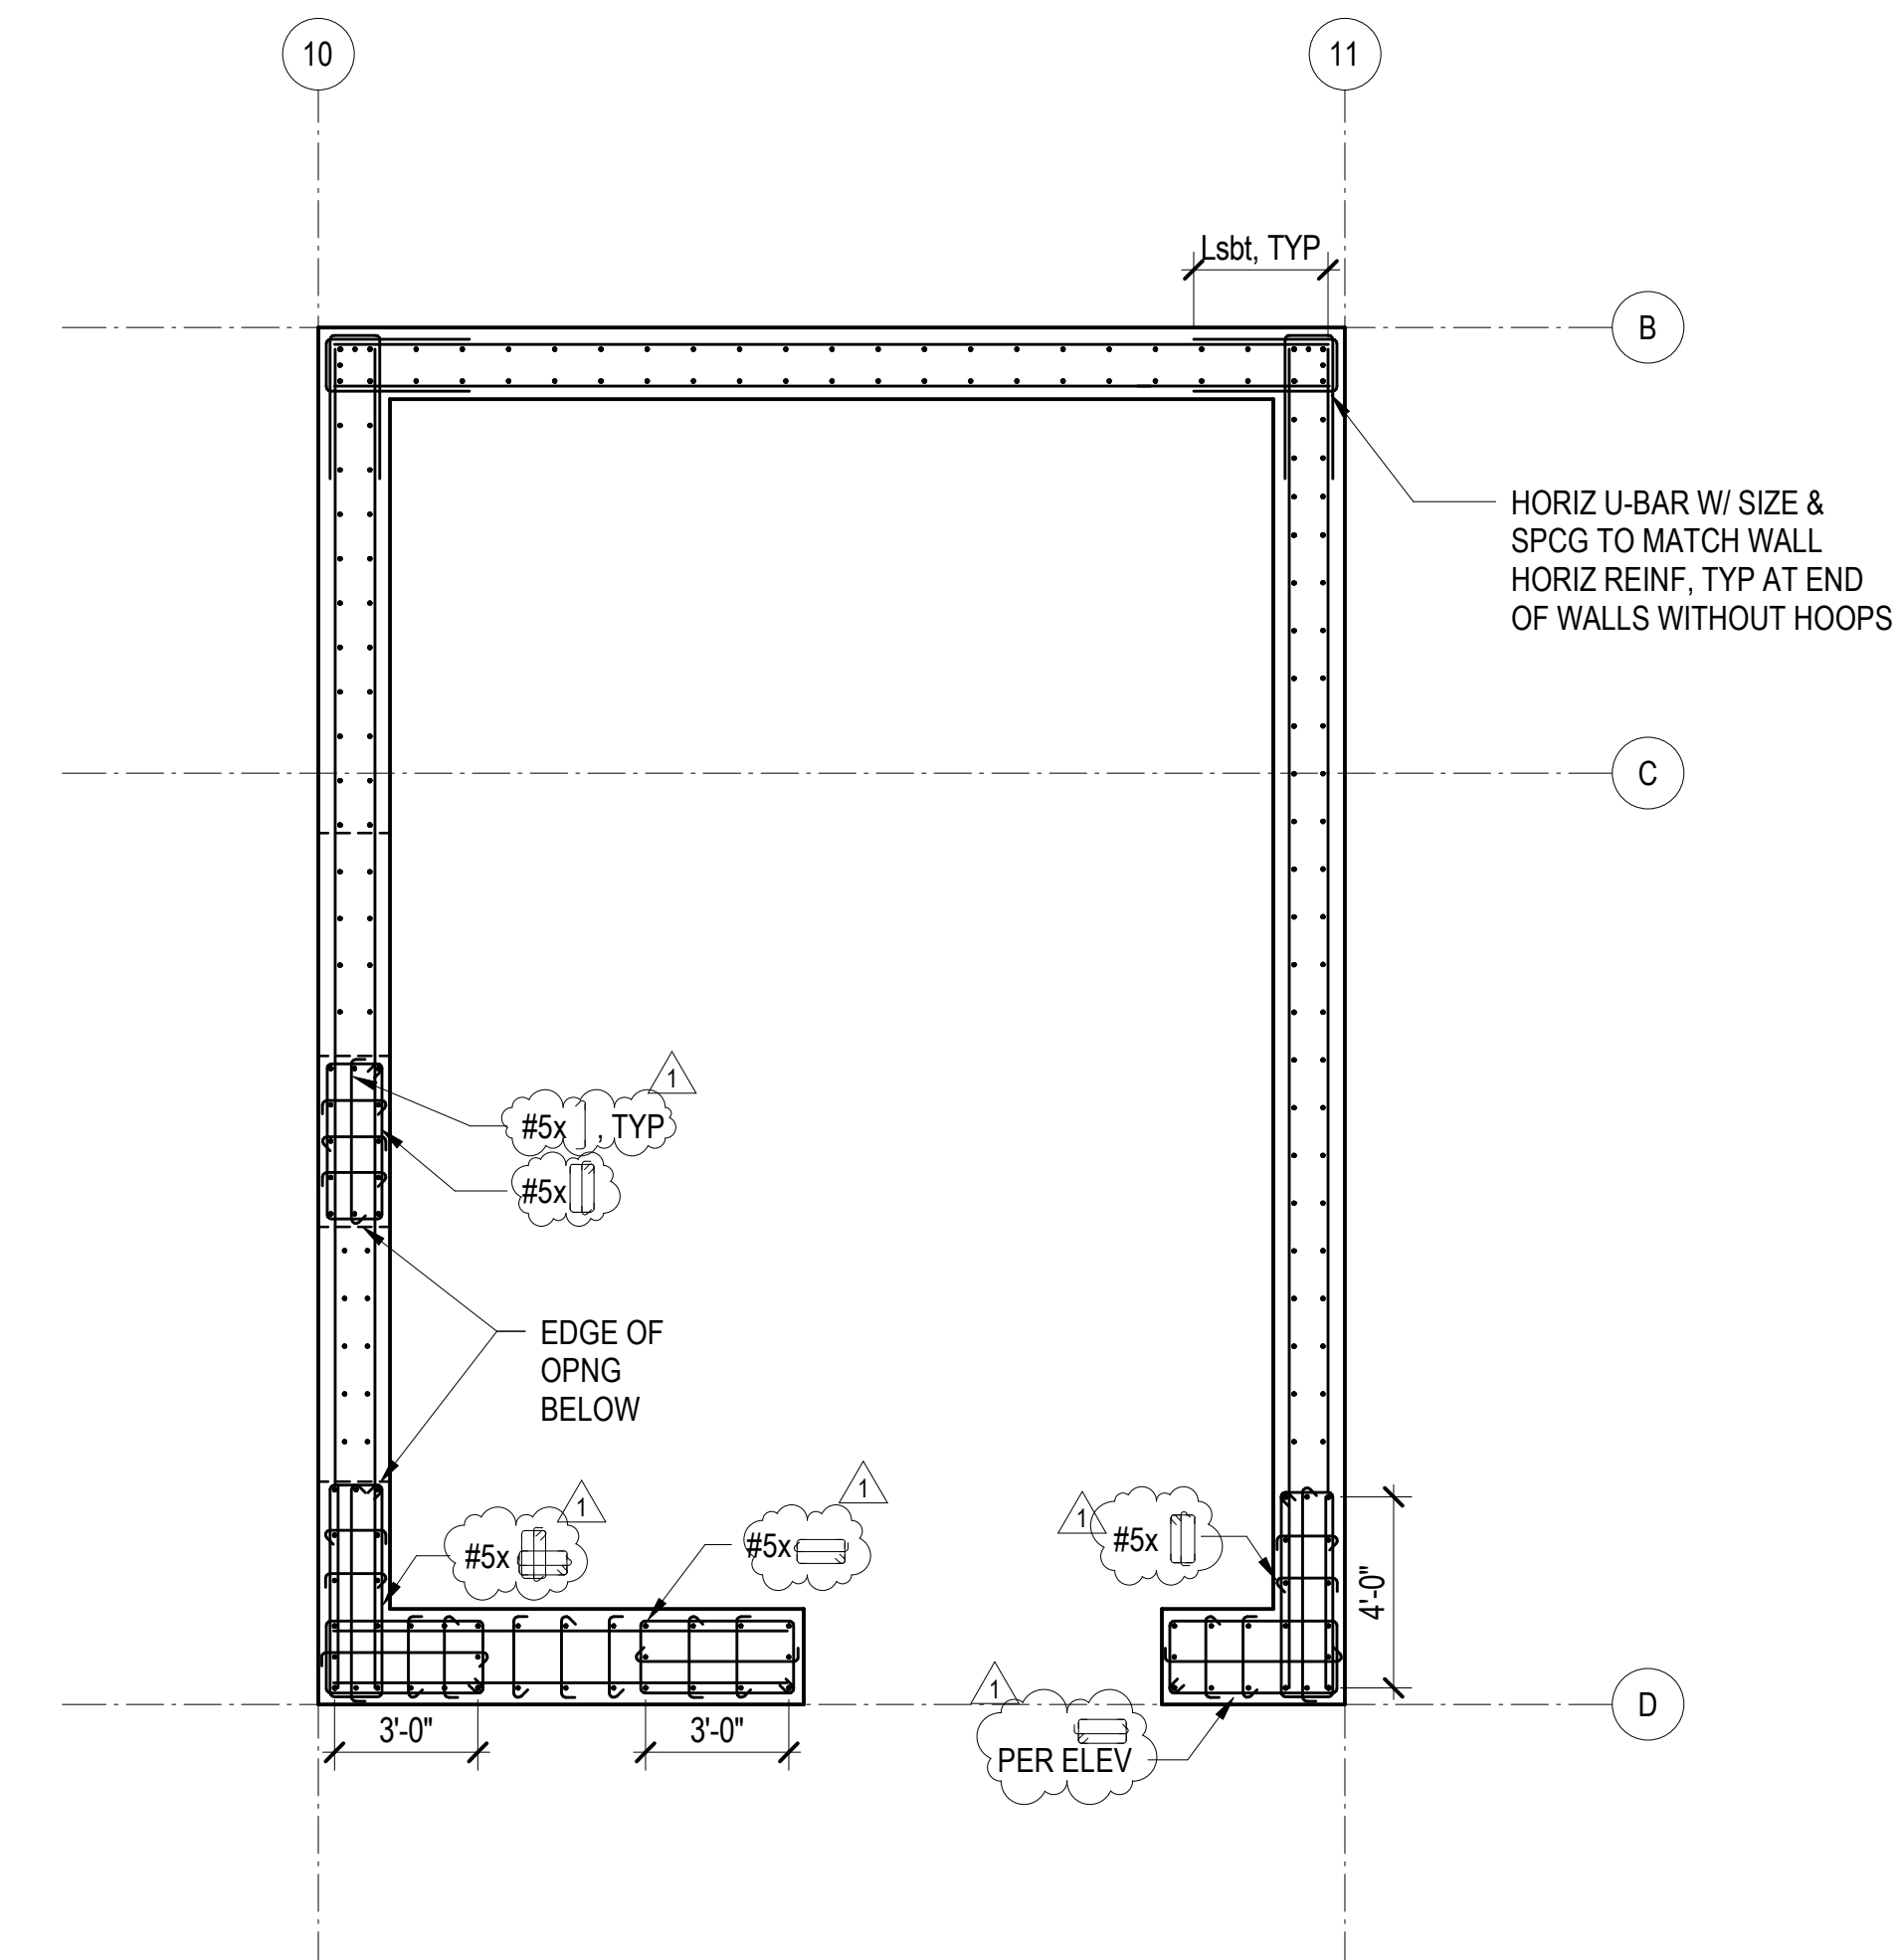 10
11
Lsbt, TYP
B
HORIZ U-BAR W/ SIZE &
SPCG TO MATCH WALL
HORIZ REINF, TYP AT END
OF WALLS WITHOUT HOOPS
C
1
#5x , TYP
#5x
EDGE OF
OPNG
BELOW
1
#5x
1
#5x
1
#5x
4'-0"
1
PER ELEV
D
3'-0"
3'-0"